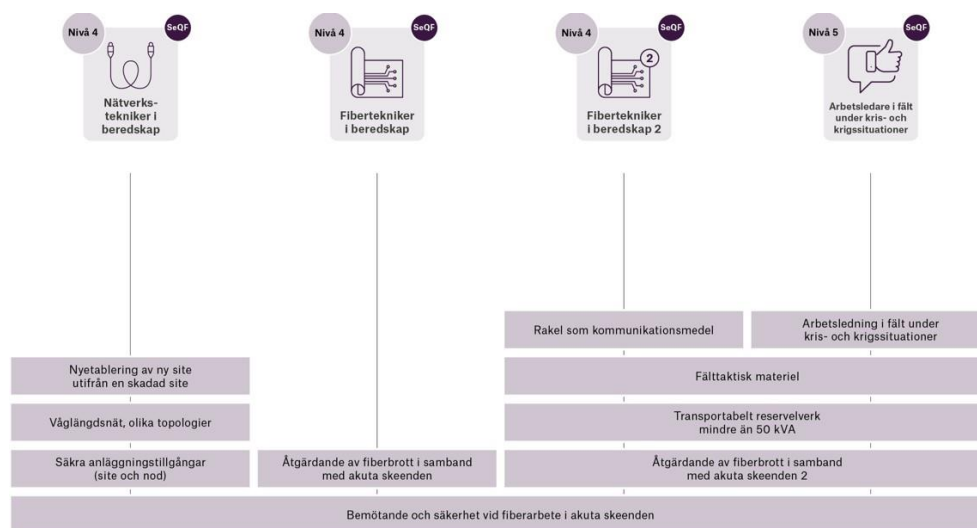 Nivå 4
SeQF
Nätverks-
tekniker i
beredskap
Nivå 4
SeQF
Fibertekniker
i beredskap
Nivå 4
SeQF
2
Fibertekniker
i beredskap 2
Nivå 5
SeQF
Arbetsledare i fält
under kris- och
krigssituationer
Rakel som kommunikationsmedel
Arbetsledning i fält under
kris- och krigssituationer
Nyetablering av ny site
utifrån en skadad site
Fälttaktisk materiel
Våglängdsnät, olika topologier
Transportabelt reservelverk
mindre än 50 kVA
Säkra anläggningstillgångar
(site och nod)
Åtgärdande av fiberbrott i samband
med akuta skeenden
Åtgärdande av fiberbrott i samband
med akuta skeenden 2
Bemötande och säkerhet vid fiberarbete i akuta skeenden